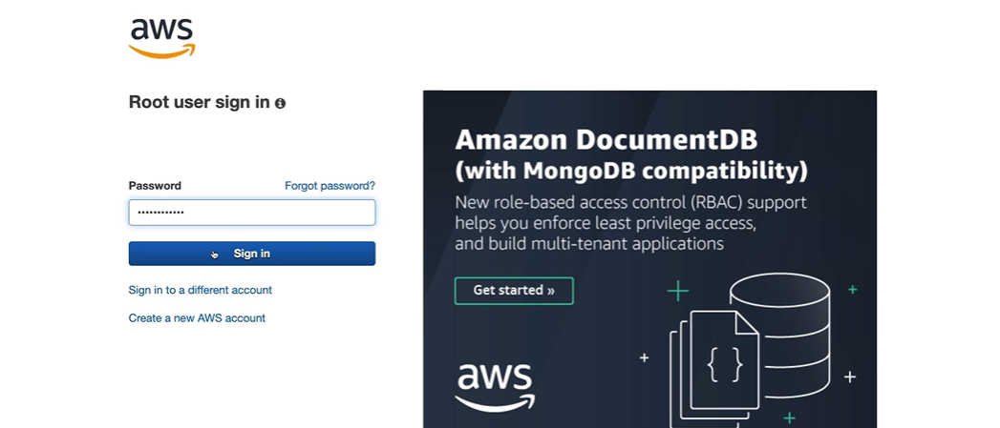 aws
Root user sign in
Password
Forgot password?
••••••••••••
Sign in
Sign in to a different account
Create a new AWS account
Amazon DocumentDB
(with MongoDB compatibility)
New role-based access control (RBAC) support
helps you enforce least privilege access,
and build multi-tenant applications
Get started »
{ }
aws